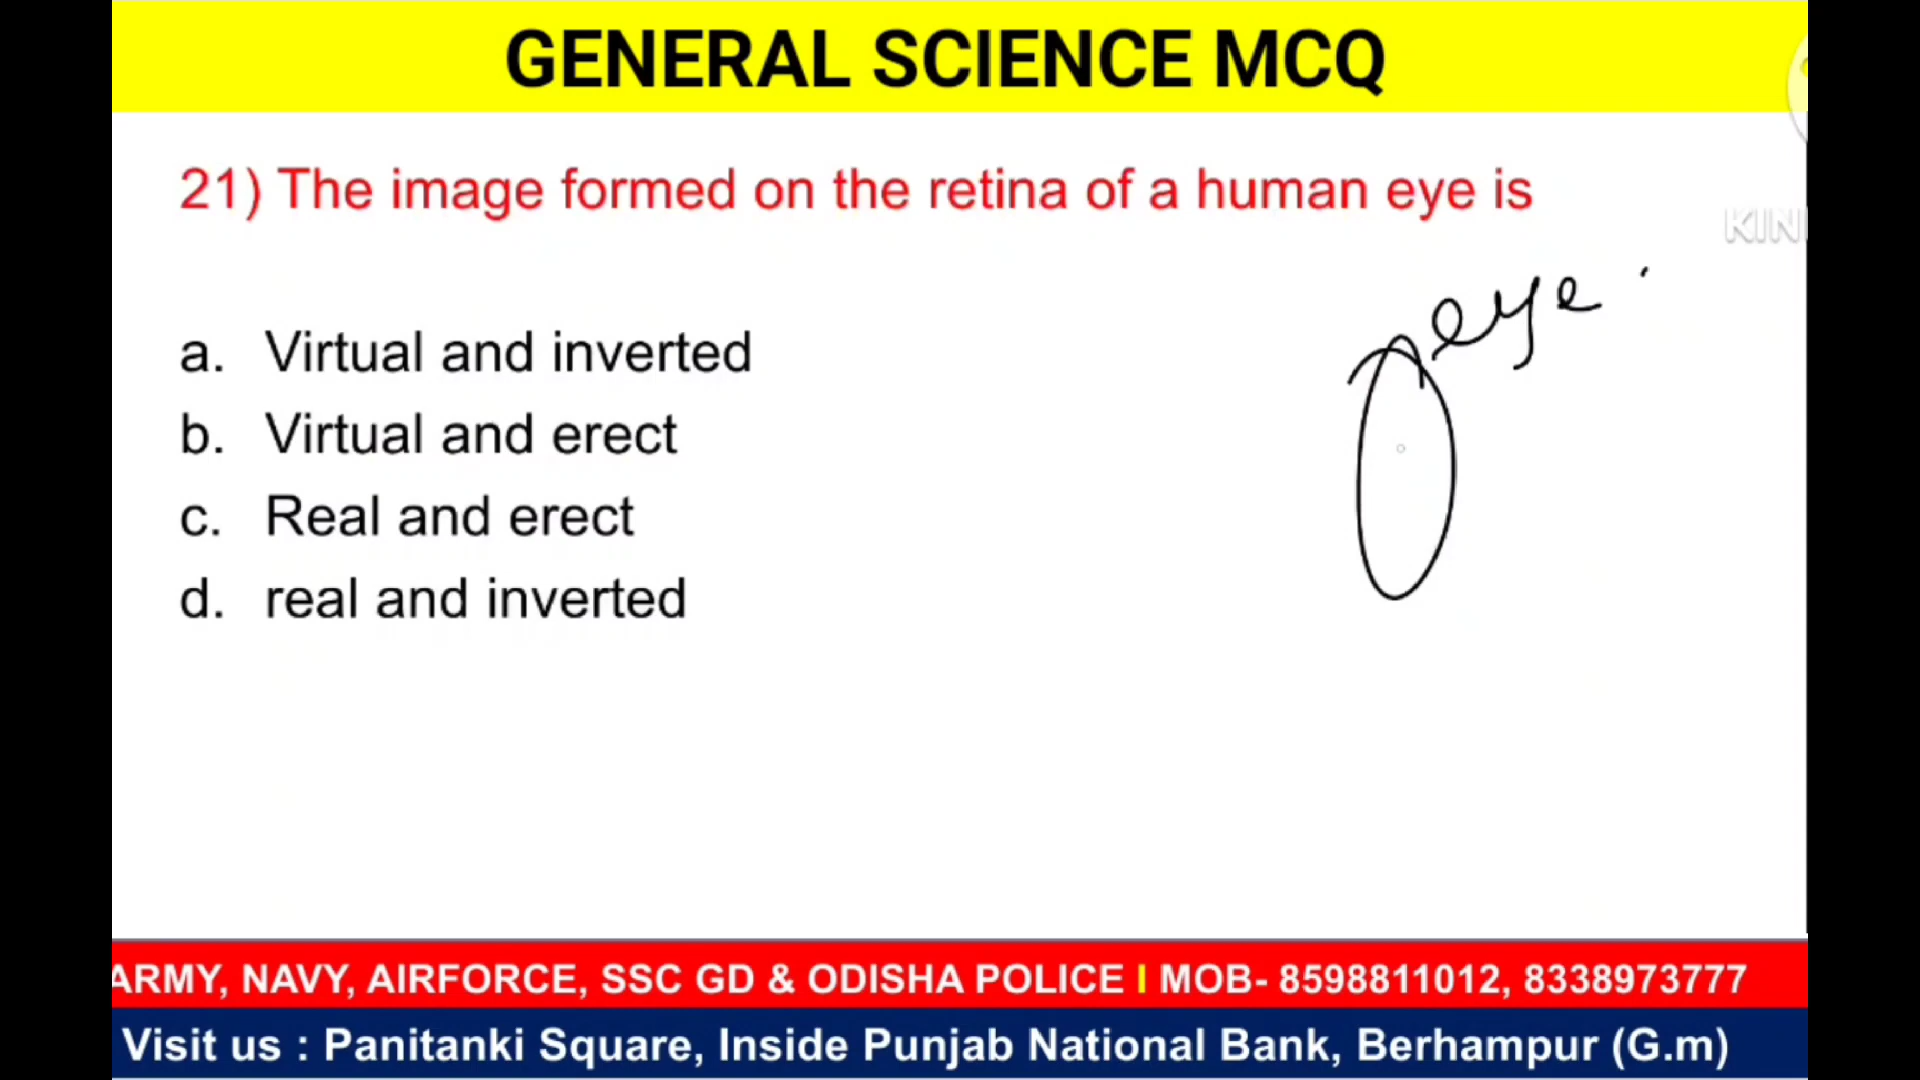 GENERAL SCIENCE MCQ
21) The image formed on the retina of a human eye is
KIN
eye
a. Virtual and inverted
b. Virtual and erect
c. Real and erect
d. real and inverted
ARMY, NAVY, AIRFORCE, SSC GD & ODISHA POLICE I MOB- 8598811012, 8338973777
Visit us : Panitanki Square, Inside Punjab National Bank, Berhampur (G.m)